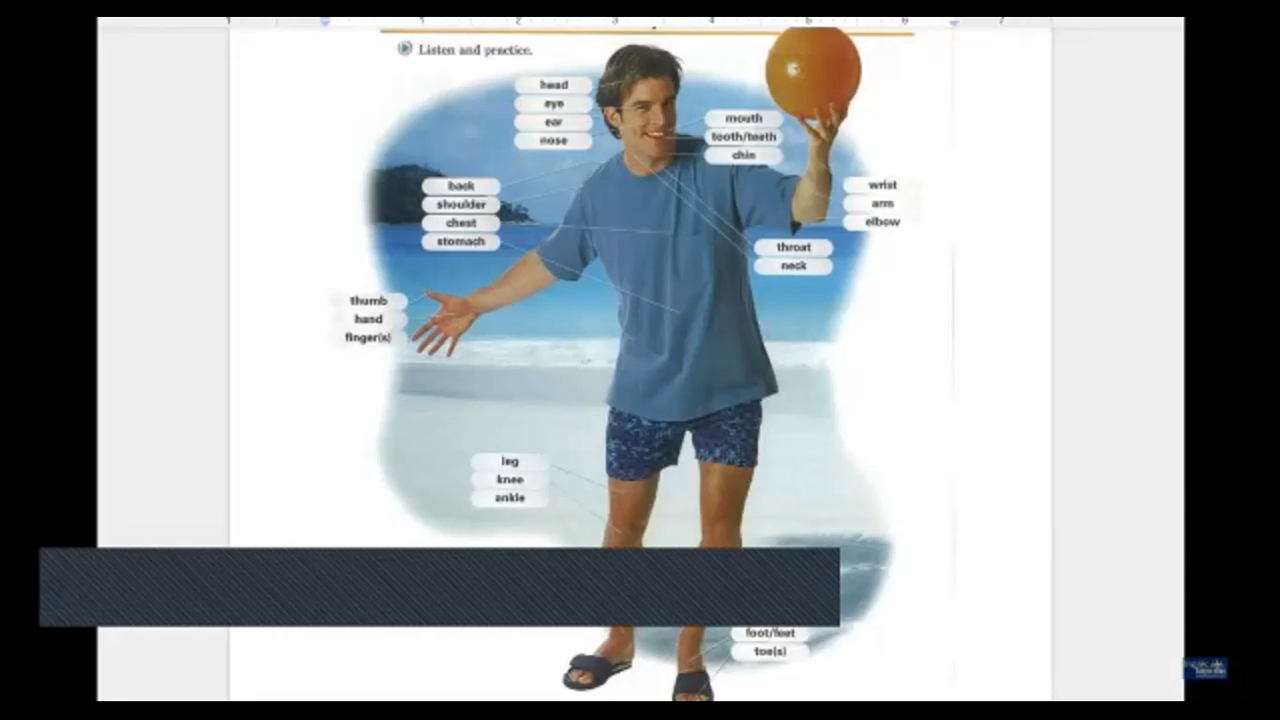 Listen and practice.
head
eye
ear
nose
mouth
tooth/teeth
chin
back
shoulder
chest
stomach
wrist
arm
elbow
throat
neck
thumb
hand
finger(s)
leg
knee
ankle
foot/feet
toe(s)